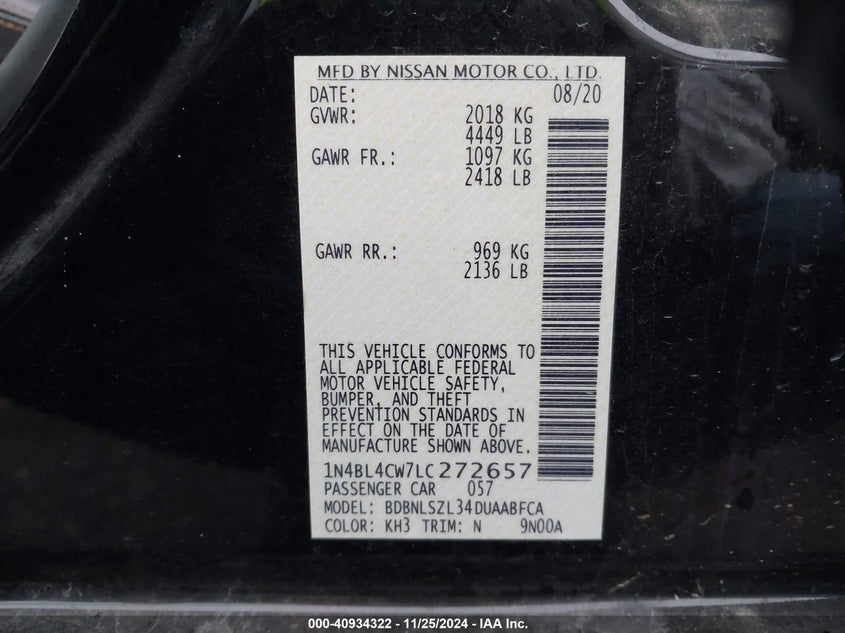 MFD BY NISSAN MOTOR CO., LTD.
DATE: 08/20
GVWR: 2018 KG
4449 LB
GAWR FR.: 1097 KG
2418 LB
GAWR RR.: 969 KG
2136 LB
THIS VEHICLE CONFORMS TO
ALL APPLICABLE FEDERAL
MOTOR VEHICLE SAFETY,
BUMPER, AND THEFT
PREVENTION STANDARDS IN
EFFECT ON THE DATE OF
MANUFACTURE SHOWN ABOVE.
1N4BL4CW7LC272657
PASSENGER CAR 057
MODEL: BDBNLSZL34DUAABFCA
COLOR: KH3 TRIM: N 9N00A
000-40934322 - 11/25/2024 - IAA Inc.